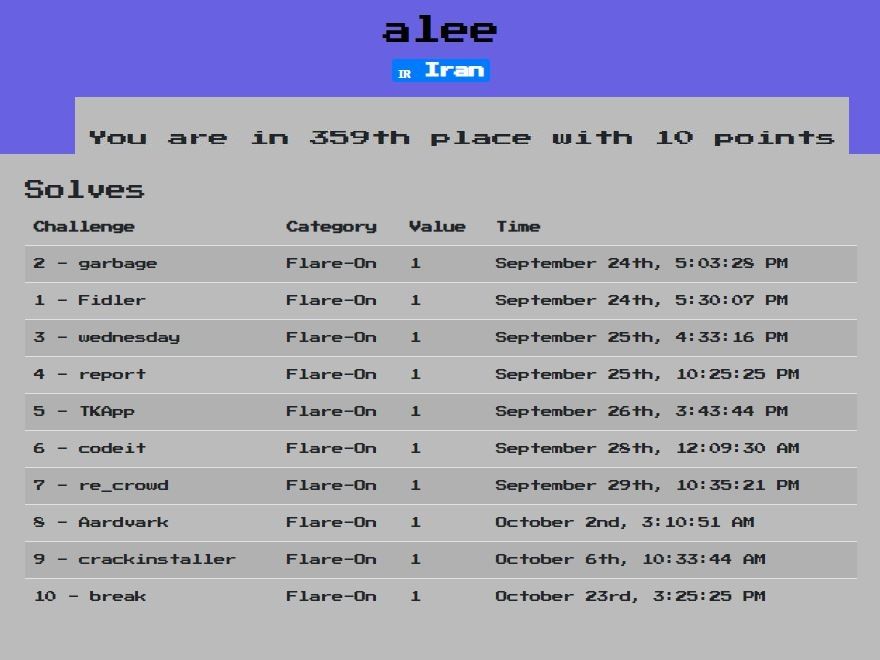 alee
IR Iran
You are in 359th place with 10 points
Solves
Challenge Category Value Time
2 - garbage Flare-On 1 September 24th, 5:03:28 PM
1 - Fidler Flare-On 1 September 24th, 5:30:07 PM
3 - wednesday Flare-On 1 September 25th, 4:33:16 PM
4 - report Flare-On 1 September 25th, 10:25:25 PM
5 - TKApp Flare-On 1 September 26th, 3:43:44 PM
6 - codeit Flare-On 1 September 28th, 12:09:30 AM
7 - re_crowd Flare-On 1 September 29th, 10:35:21 PM
8 - Aardvark Flare-On 1 October 2nd, 3:10:51 AM
9 - crackinstaller Flare-On 1 October 6th, 10:33:44 AM
10 - break Flare-On 1 October 23rd, 3:25:25 PM